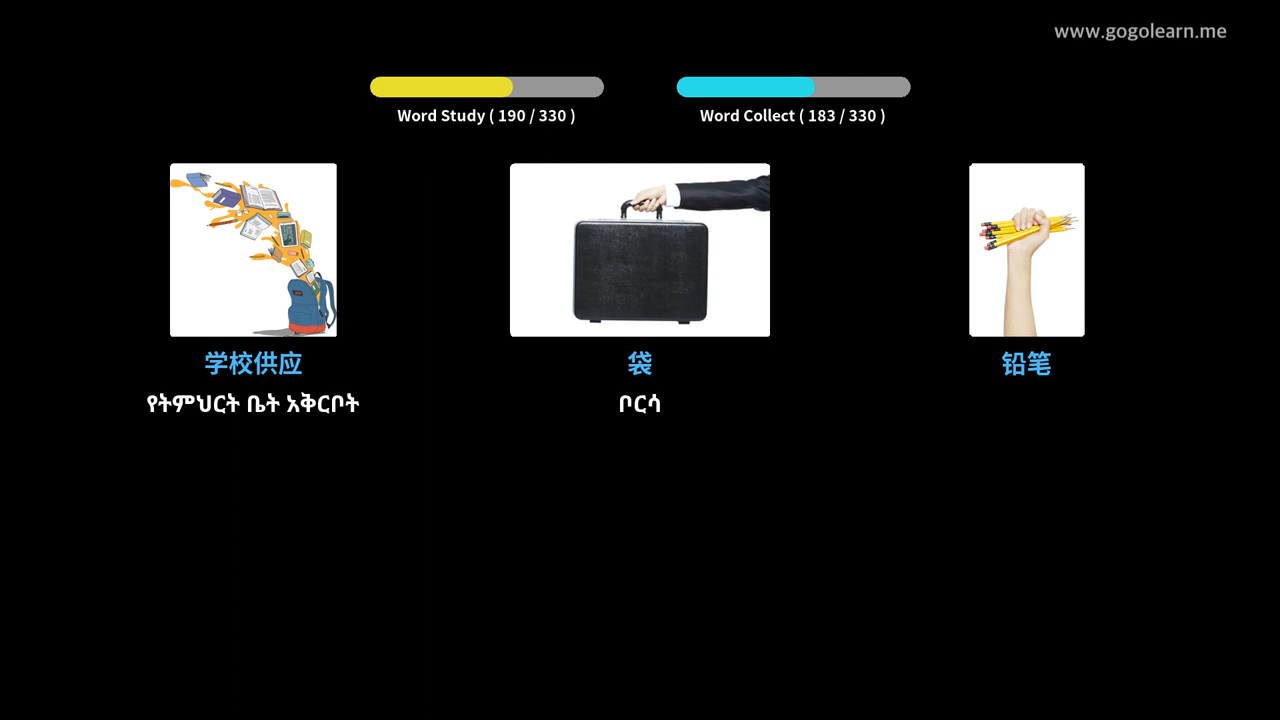 www.gogolearn.me
Word Study ( 190 / 330 )
Word Collect ( 183 / 330 )
学校供应
袋
铅笔
የትምህርት ቤት አቅርቦት
ቦርሳ